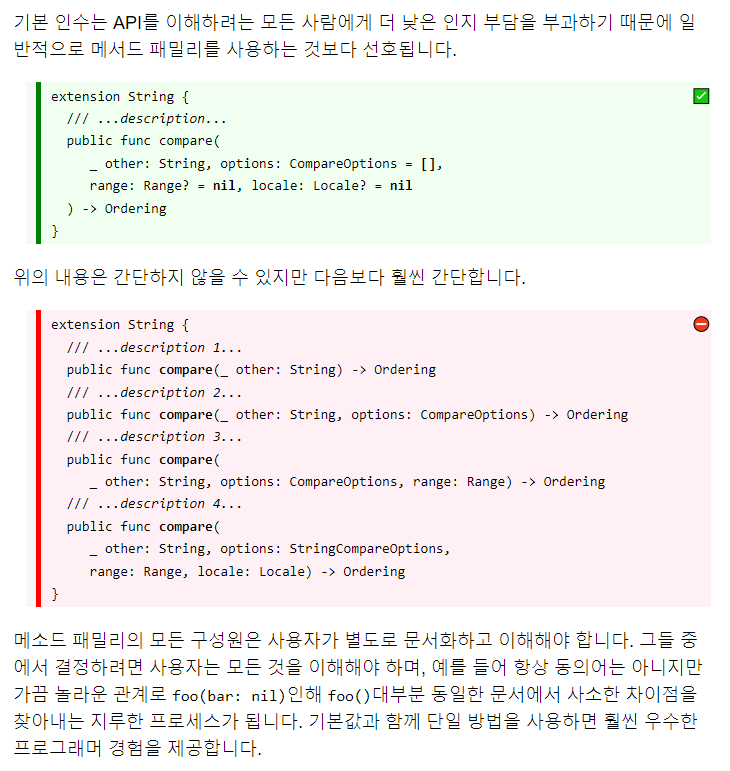 기본 인수는 API를 이해하려는 모든 사람에게 더 낮은 인지 부담을 부과하기 때문에 일
반적으로 메서드 패밀리를 사용하는 것보다 선호됩니다.
extension String {
/// ...description...
public func compare(
_ other: String, options: CompareOptions = [],
range: Range? = nil, locale: Locale? = nil
) -> Ordering
}
위의 내용은 간단하지 않을 수 있지만 다음보다 훨씬 간단합니다.
extension String {
/// ...description 1...
public func compare(_ other: String) -> Ordering
/// ...description 2...
public func compare(_ other: String, options: CompareOptions) -> Ordering
/// ...description 3...
public func compare(
_ other: String, options: CompareOptions, range: Range) -> Ordering
/// ...description 4...
public func compare(
_ other: String, options: StringCompareOptions,
range: Range, locale: Locale) -> Ordering
}
메소드 패밀리의 모든 구성원은 사용자가 별도로 문서화하고 이해해야 합니다. 그들 중
에서 결정하려면 사용자는 모든 것을 이해해야 하며, 예를 들어 항상 동의어는 아니지만
가끔 놀라운 관계로 foo(bar: nil)인해 foo()대부분 동일한 문서에서 사소한 차이점을
찾아내는 지루한 프로세스가 됩니다. 기본값과 함께 단일 방법을 사용하면 훨씬 우수한
프로그래머 경험을 제공합니다.